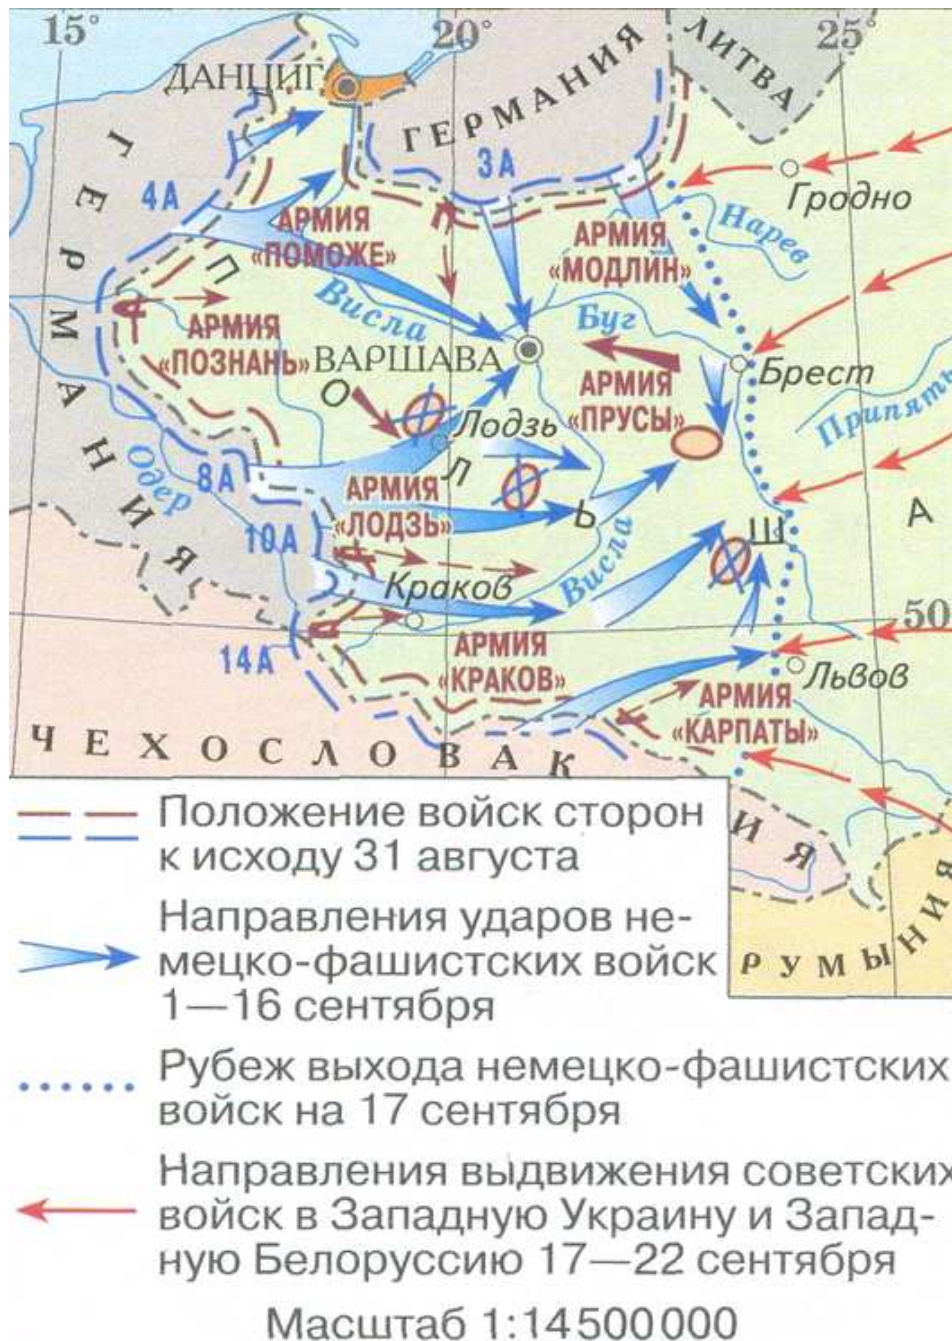 15°
20°
25°
ДАНЦИГ
ГЕРМАНИЯ
ЛИТВА
ГЕРМАНИЯ
3А
4А
Гродно
АРМИЯ
«ПОМОЖЕ»
АРМИЯ
«МОДЛИН»
Нарев
Висла
Буг
АРМИЯ
«ПОЗНАНЬ»
ВАРШАВА
АРМИЯ
«ПРУСЫ»
Брест
Припять
ПОЛЬША
Лодзь
Одер
8А
АРМИЯ
«ЛОДЗЬ»
10А
Краков
Висла
50
14А
АРМИЯ
«КРАКОВ»
Львов
АРМИЯ
«КАРПАТЫ»
ЧЕХОСЛОВАКИЯ
РУМЫНИЯ
Положение войск сторон
к исходу 31 августа
Направления ударов не-
мецко-фашистских войск
1—16 сентября
Рубеж выхода немецко-фашистских
войск на 17 сентября
Направления выдвижения советских
войск в Западную Украину и Запад-
ную Белоруссию 17—22 сентября
Масштаб 1:14 500 000